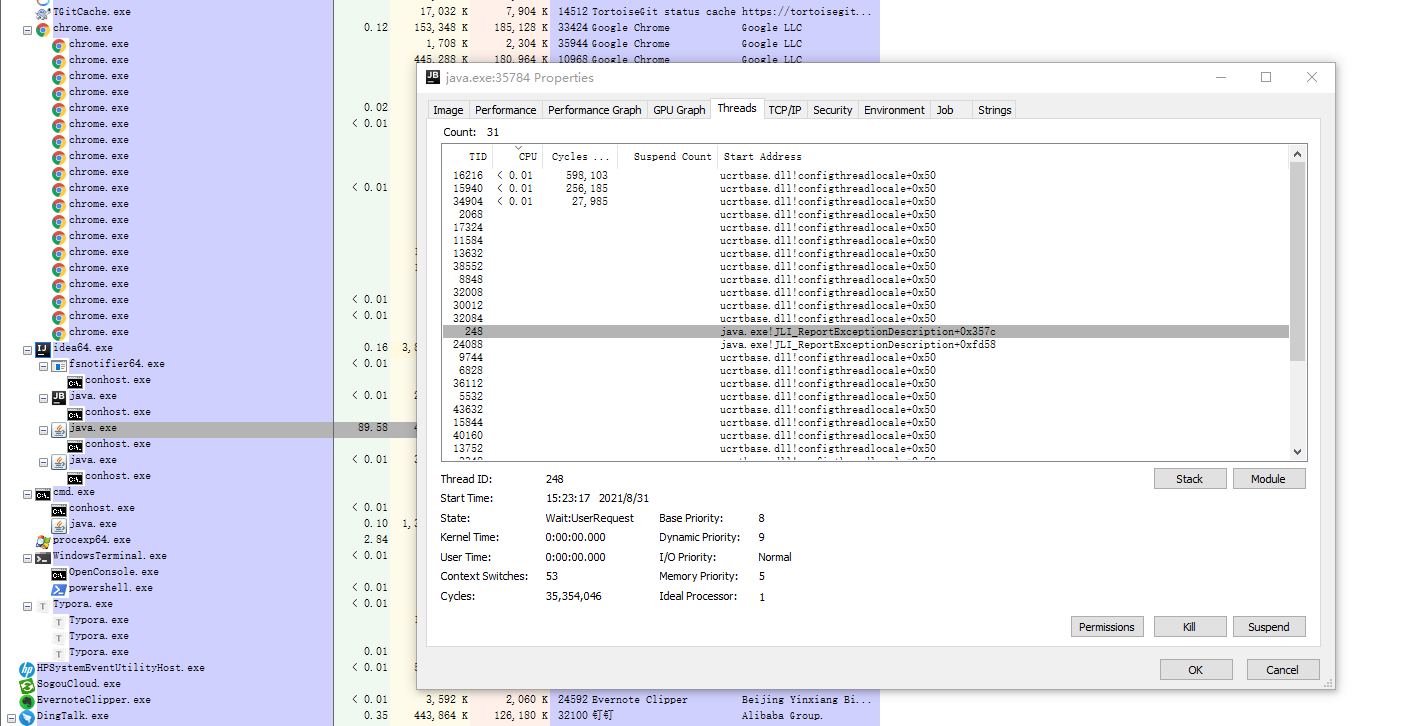 TGitCache.exe 17,032 K 7,904 K 14512 TortoiseGit status cache https://tortoisegit...
chrome.exe 0.12 153,348 K 185,128 K 33424 Google Chrome Google LLC
chrome.exe 1,708 K 2,304 K 35944 Google Chrome Google LLC
chrome.exe 445,288 K 180,964 K 10968 Google Chrome Google LLC
chrome.exe
chrome.exe
chrome.exe 0.02
chrome.exe < 0.01
chrome.exe
chrome.exe
chrome.exe
chrome.exe < 0.01
chrome.exe
chrome.exe
chrome.exe
chrome.exe
chrome.exe
chrome.exe
chrome.exe < 0.01
chrome.exe < 0.01
chrome.exe
idea64.exe 0.16
fsnotifier64.exe < 0.01
conhost.exe
java.exe < 0.01
conhost.exe
java.exe 89.58
conhost.exe
java.exe < 0.01
conhost.exe
cmd.exe
conhost.exe < 0.01
java.exe 0.10
procexp64.exe 2.84
WindowsTerminal.exe < 0.01
OpenConsole.exe
powershell.exe < 0.01
Typora.exe < 0.01
Typora.exe
Typora.exe
Typora.exe 0.01
HPSystemEventUtilityHost.exe < 0.01
SogouCloud.exe
EvernoteClipper.exe < 0.01 3,592 K 2,060 K 24592 Evernote Clipper Beijing Yinxiang Bi...
DingTalk.exe 0.35 443,864 K 126,180 K 32100 钉钉 Alibaba Group.
java.exe:35784 Properties
Image Performance Performance Graph GPU Graph Threads TCP/IP Security Environment Job Strings
Count: 31
TID CPU Cycles ... Suspend Count Start Address
16216 < 0.01 598,103 ucrtbase.dll!configthreadlocale+0x50
15940 < 0.01 256,185 ucrtbase.dll!configthreadlocale+0x50
34904 < 0.01 27,985 ucrtbase.dll!configthreadlocale+0x50
2068 ucrtbase.dll!configthreadlocale+0x50
17324 ucrtbase.dll!configthreadlocale+0x50
11584 ucrtbase.dll!configthreadlocale+0x50
13632 ucrtbase.dll!configthreadlocale+0x50
38552 ucrtbase.dll!configthreadlocale+0x50
8848 ucrtbase.dll!configthreadlocale+0x50
32008 ucrtbase.dll!configthreadlocale+0x50
30012 ucrtbase.dll!configthreadlocale+0x50
32084 ucrtbase.dll!configthreadlocale+0x50
248 java.exe!JLI_ReportExceptionDescription+0x357c
24088 java.exe!JLI_ReportExceptionDescription+0xfd58
9744 ucrtbase.dll!configthreadlocale+0x50
6828 ucrtbase.dll!configthreadlocale+0x50
36112 ucrtbase.dll!configthreadlocale+0x50
5532 ucrtbase.dll!configthreadlocale+0x50
43632 ucrtbase.dll!configthreadlocale+0x50
15844 ucrtbase.dll!configthreadlocale+0x50
40160 ucrtbase.dll!configthreadlocale+0x50
13752 ucrtbase.dll!configthreadlocale+0x50
Thread ID: 248 Stack Module
Start Time: 15:23:17 2021/8/31
State: Wait:UserRequest Base Priority: 8
Kernel Time: 0:00:00.000 Dynamic Priority: 9
User Time: 0:00:00.000 I/O Priority: Normal
Context Switches: 53 Memory Priority: 5
Cycles: 35,354,046 Ideal Processor: 1
Permissions Kill Suspend
OK Cancel